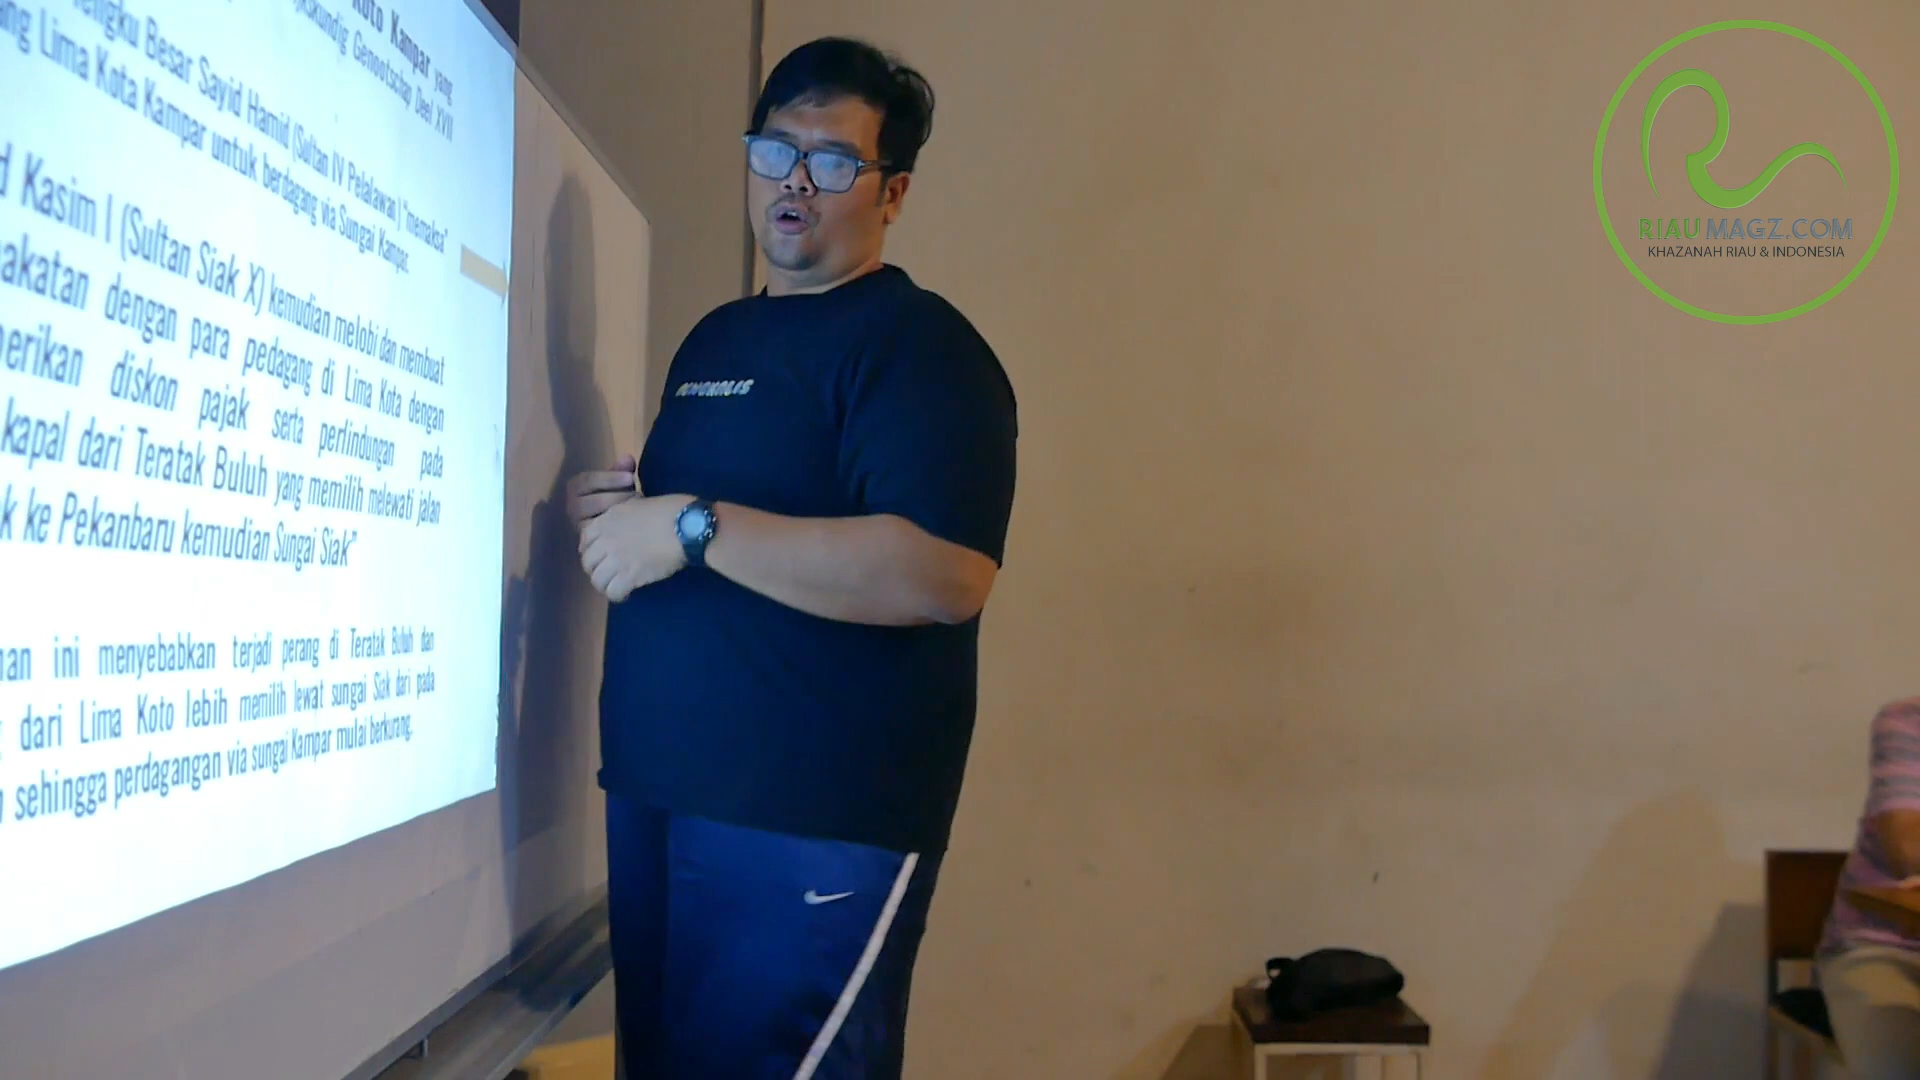 Koto Kampar yang
Genootschap Deel XVII
Tengku Besar Sayid Hamid (Sultan IV Pelalawan) "memaksa"
Lima Kota Kampar untuk berdagang via Sungai Kampar.
Kasim I (Sultan Siak X) kemudian melobi dan membuat
dengan para pedagang di Lima Kota dengan
diskon pajak serta perlindungan pada
kapal dari Teratak Buluh yang memilih melewati jalan
ke Pekanbaru kemudian Sungai Siak"
ini menyebabkan terjadi perang di Teratak Buluh dan
dari Lima Koto lebih memilih lewat sungai Siak dari pada
sehingga perdagangan via sungai Kampar mulai berkurang.
BENGKALIS
RIAUMAGZ.COM
KHAZANAH RIAU & INDONESIA